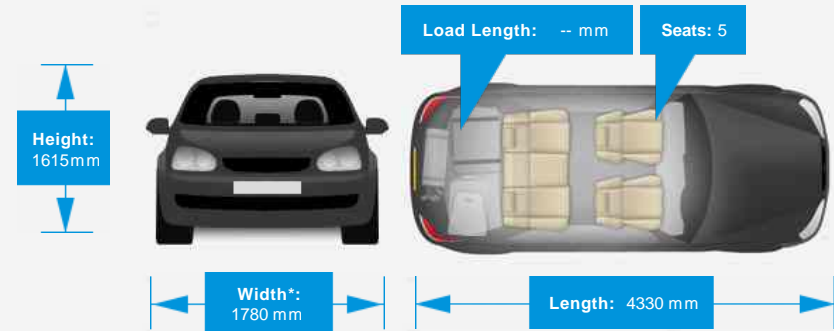 Load Length: -- mm
Seats: 5
Height:
1615mm
Width*:
1780 mm
Length: 4330 mm